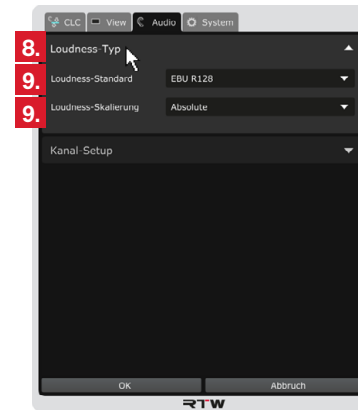 CLC View Audio System
8. Loudness-Typ
9. Loudness-Standard EBU R128
9. Loudness-Skalierung Absolute
Kanal-Setup
OK Abbruch
RTW